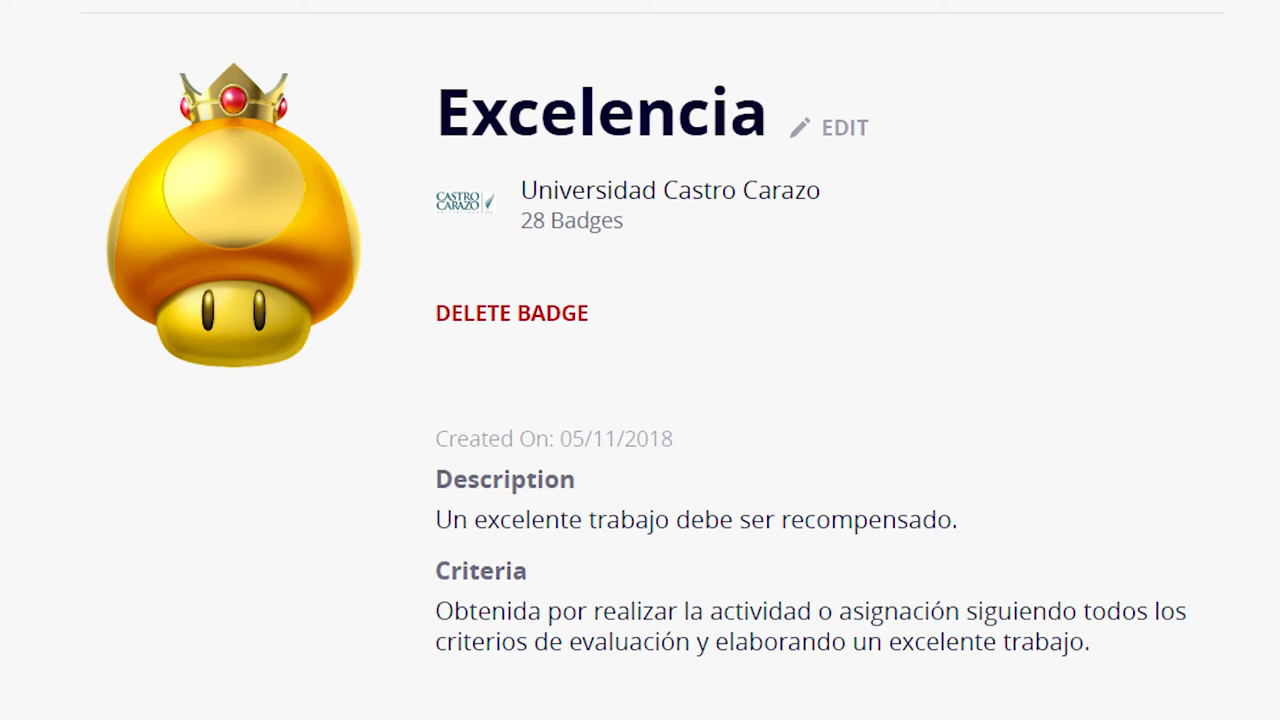 Excelencia EDIT
CASTRO
CARAZO
Universidad Castro Carazo
28 Badges
DELETE BADGE
Created On: 05/11/2018
Description
Un excelente trabajo debe ser recompensado.
Criteria
Obtenida por realizar la actividad o asignación siguiendo todos los
criterios de evaluación y elaborando un excelente trabajo.